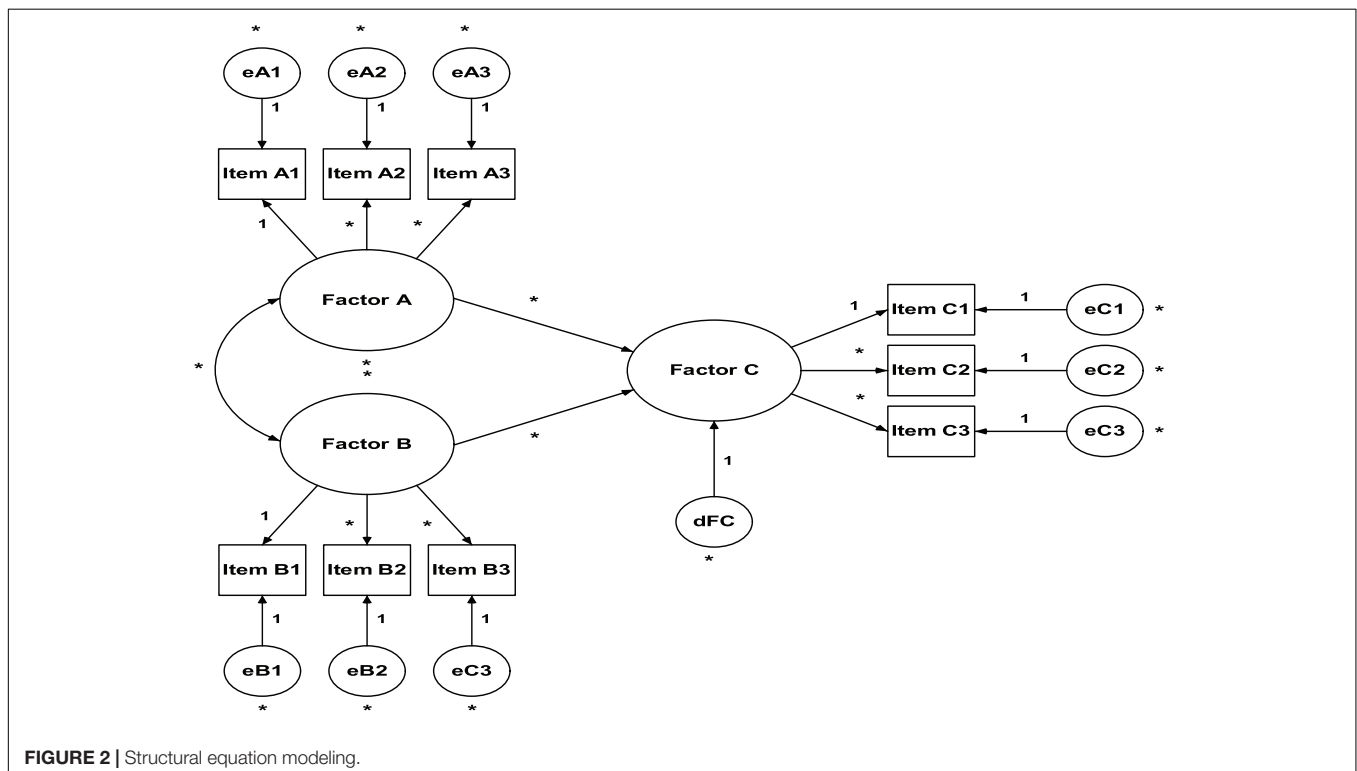 * * *
eA1 eA2 eA3
1 1 1
Item A1 Item A2 Item A3
1 * *
Factor A
*
*
*
*
Factor B
*
*
Factor C
1
dFC
*
1 Item C1 1 eC1 *
* Item C2 1 eC2 *
* Item C3 1 eC3 *
1 * *
Item B1 Item B2 Item B3
1 1 1
eB1 eB2 eC3
* * *
FIGURE 2 | Structural equation modeling.